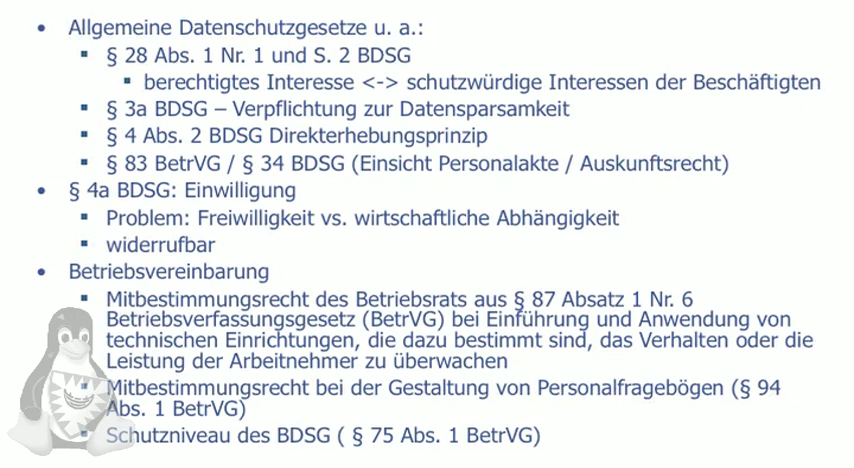 • Allgemeine Datenschutzgesetze u. a.:
▪ § 28 Abs. 1 Nr. 1 und S. 2 BDSG
▪ berechtigtes Interesse <-> schutzwürdige Interessen der Beschäftigten
▪ § 3a BDSG – Verpflichtung zur Datensparsamkeit
▪ § 4 Abs. 2 BDSG Direkterhebungsprinzip
▪ § 83 BetrVG / § 34 BDSG (Einsicht Personalakte / Auskunftsrecht)
• § 4a BDSG: Einwilligung
▪ Problem: Freiwilligkeit vs. wirtschaftliche Abhängigkeit
▪ widerrufbar
• Betriebsvereinbarung
▪ Mitbestimmungsrecht des Betriebsrats aus § 87 Absatz 1 Nr. 6
Betriebsverfassungsgesetz (BetrVG) bei Einführung und Anwendung von
technischen Einrichtungen, die dazu bestimmt sind, das Verhalten oder die
Leistung der Arbeitnehmer zu überwachen
▪ Mitbestimmungsrecht bei der Gestaltung von Personalfragebögen (§ 94
Abs. 1 BetrVG)
▪ Schutzniveau des BDSG ( § 75 Abs. 1 BetrVG)